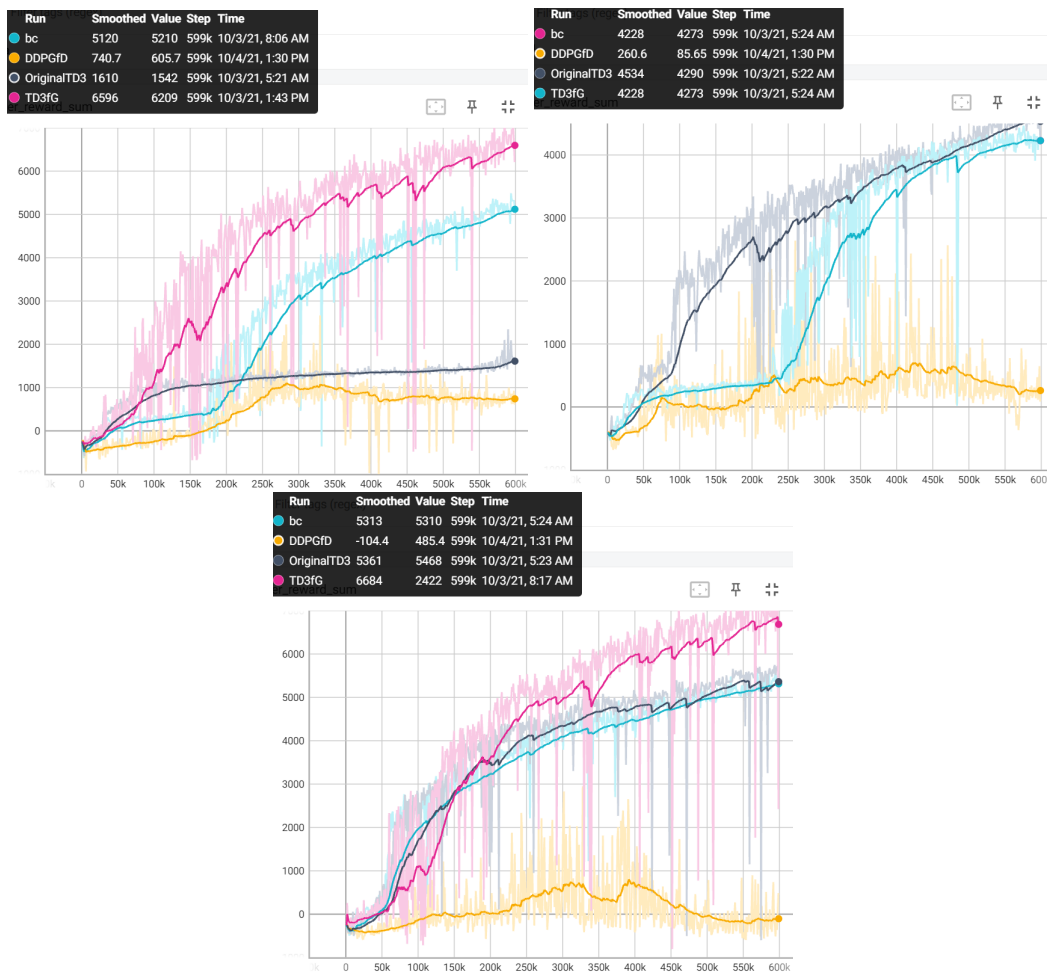 Run Smoothed Value Step Time
bc 5120 5210 599k 10/3/21, 8:06 AM
DDPGfD 740.7 605.7 599k 10/4/21, 1:30 PM
OriginalTD3 1610 1542 599k 10/3/21, 5:21 AM
TD3fG 6596 6209 599k 10/3/21, 1:43 PM
er_reward_sum
6000
5000
4000
3000
2000
1000
0
0 50k 100k 150k 200k 250k 300k 350k 400k 450k 500k 550k 600k
Run Smoothed Value Step Time
bc 4228 4273 599k 10/3/21, 5:24 AM
DDPGfD 260.6 85.65 599k 10/4/21, 1:30 PM
OriginalTD3 4534 4290 599k 10/3/21, 5:22 AM
TD3fG 4228 4273 599k 10/3/21, 5:24 AM
er_reward_sum
4000
3000
2000
1000
0
0 50k 100k 150k 200k 250k 300k 350k 400k 450k 500k 550k 600k
Run Smoothed Value Step Time
bc 5313 5310 599k 10/3/21, 5:24 AM
DDPGfD -104.4 485.4 599k 10/4/21, 1:31 PM
OriginalTD3 5361 5468 599k 10/3/21, 5:23 AM
TD3fG 6684 2422 599k 10/3/21, 8:17 AM
er_reward_sum
6000
5000
4000
3000
2000
1000
0
0 50k 100k 150k 200k 250k 300k 350k 400k 450k 500k 550k 600k